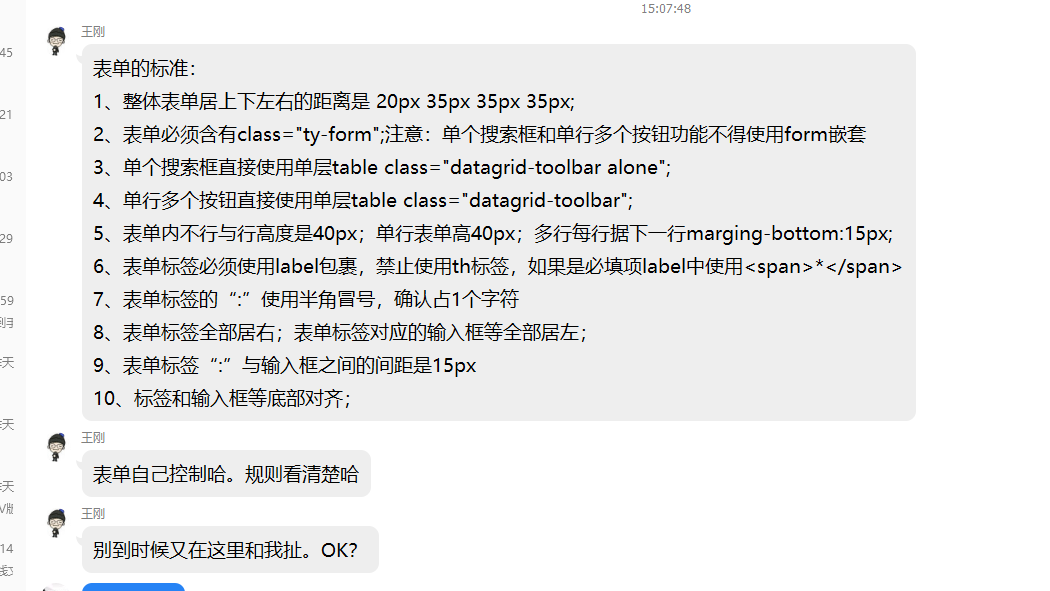 15:07:48
王刚
45
表单的标准：
1、整体表单居上下左右的距离是 20px 35px 35px 35px;
21
2、表单必须含有class="ty-form";注意：单个搜索框和单行多个按钮功能不得使用form嵌套
3、单个搜索框直接使用单层table class="datagrid-toolbar alone";
03
4、单行多个按钮直接使用单层table class="datagrid-toolbar";
29
5、表单内不行与行高度是40px；单行表单高40px；多行每行据下一行marging-bottom:15px;
6、表单标签必须使用label包裹，禁止使用th标签，如果是必填项label中使用<span>*</span>
59
7、表单标签的“:”使用半角冒号，确认占1个字符
8、表单标签全部居右；表单标签对应的输入框等全部居左；
天
9、表单标签“:”与输入框之间的间距是15px
10、标签和输入框等底部对齐；
天
王刚
表单自己控制哈。规则看清楚哈
天
V版
王刚
别到时候又在这里和我扯。OK?
14